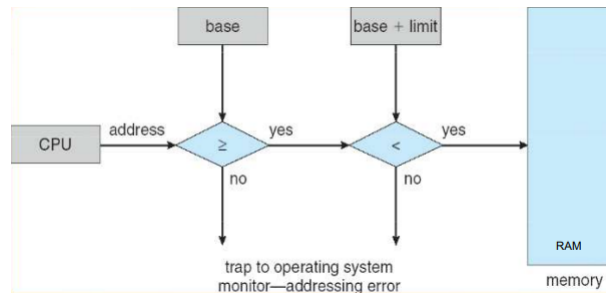 base
base + limit
CPU
address
≥
yes
<
yes
no
no
trap to operating system
monitor—addressing error
RAM
memory